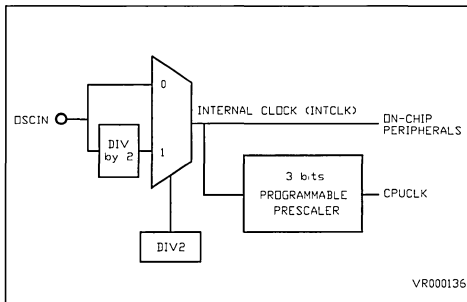 0
OSCIN
INTERNAL CLOCK (INTCLK)
ON-CHIP
PERIPHERALS
DIV
by 2
1
3 bits
PROGRAMMABLE
PRESCALER
CPUCLK
DIV2
VR000136